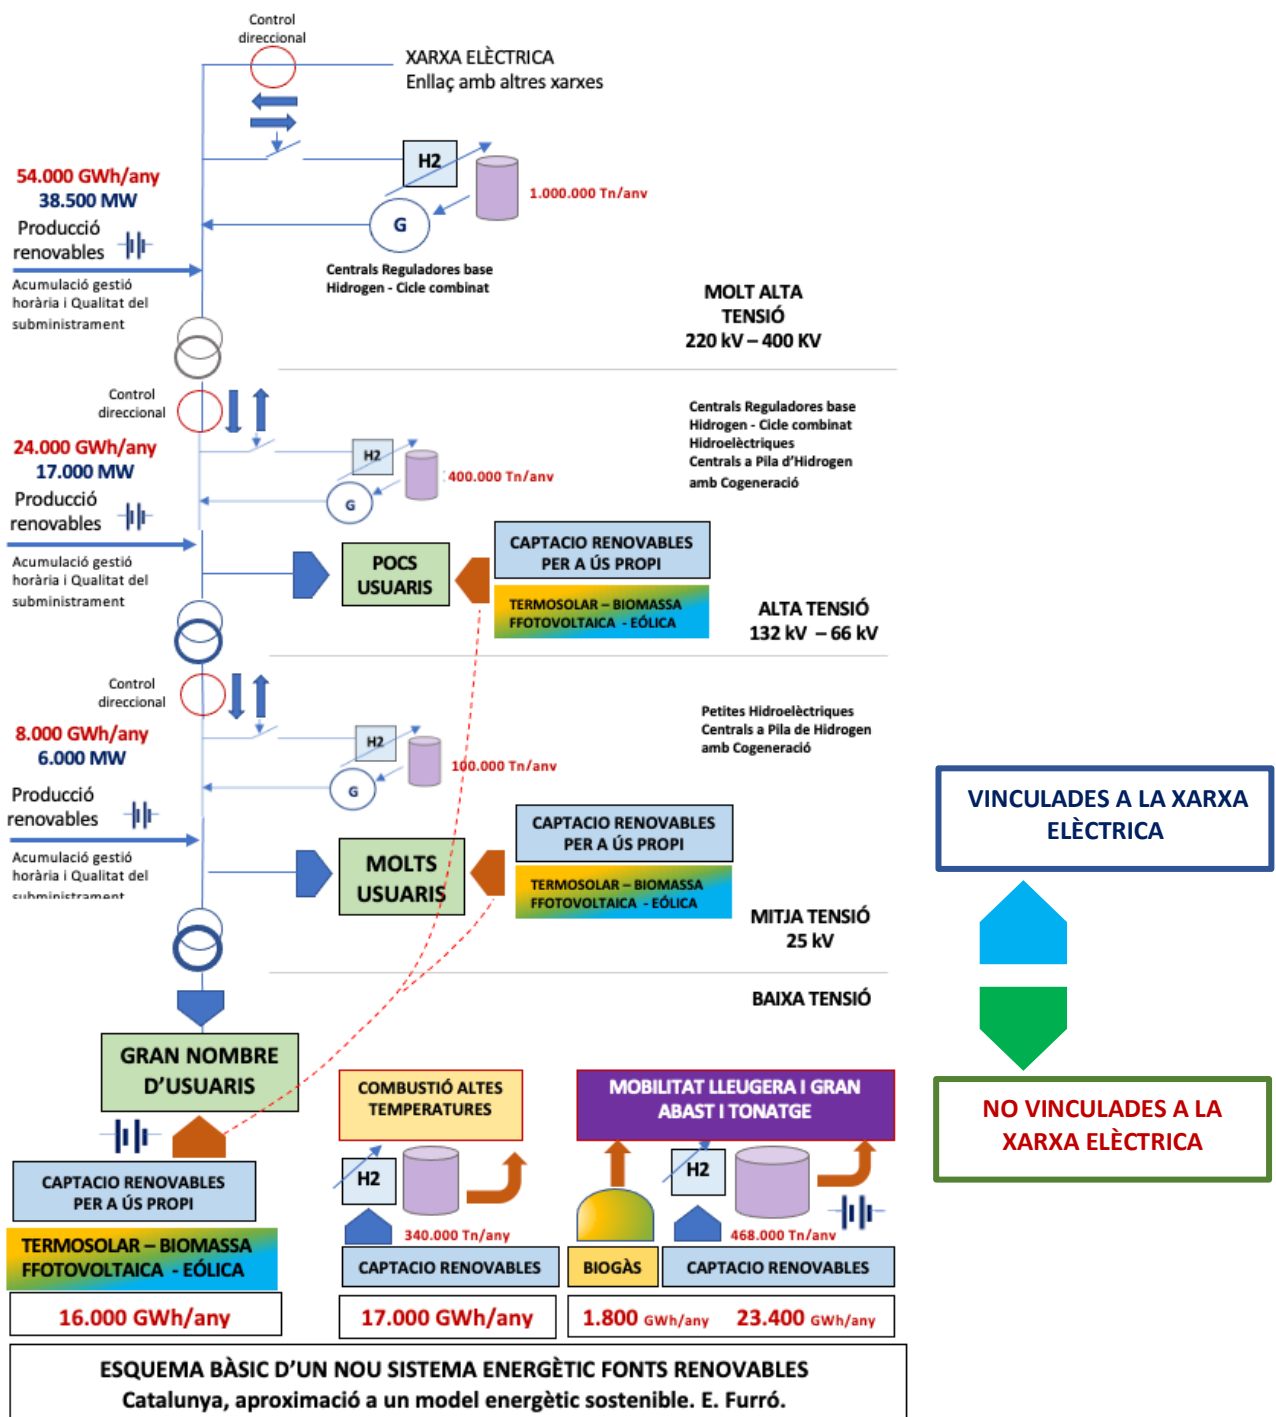 Control
direccional
XARXA ELÈCTRICA
Enllaç amb altres xarxes
H2
54.000 GWh/any
38.500 MW
1.000.000 Tn/anv
Producció
renovables
G
Acumulació gestió
horària i Qualitat del
subministrament
Centrals Reguladores base
Hidrogen - Cicle combinat
MOLT ALTA
TENSIÓ
220 kV – 400 KV
Control
direccional
Centrals Reguladores base
Hidrogen - Cicle combinat
Hidroelèctriques
Centrals a Pila d'Hidrogen
amb Cogeneració
24.000 GWh/any
17.000 MW
H2
400.000 Tn/anv
Producció
renovables
G
Acumulació gestió
horària i Qualitat del
subministrament
POCS
USUARIS
CAPTACIO RENOVABLES
PER A ÚS PROPI
TERMOSOLAR – BIOMASSA
FFOTOVOLTAICA - EÓLICA
ALTA TENSIÓ
132 kV – 66 kV
Control
direccional
Petites Hidroelèctriques
Centrals a Pila de Hidrogen
amb Cogeneració
8.000 GWh/any
6.000 MW
H2
100.000 Tn/anv
Producció
renovables
G
Acumulació gestió
horària i Qualitat del
subministrament
MOLTS
USUARIS
CAPTACIO RENOVABLES
PER A ÚS PROPI
TERMOSOLAR – BIOMASSA
FFOTOVOLTAICA - EÓLICA
MITJA TENSIÓ
25 kV
VINCULADES A LA XARXA
ELÈCTRICA
BAIXA TENSIÓ
GRAN NOMBRE
D'USUARIS
COMBUSTIÓ ALTES
TEMPERATURES
MOBILITAT LLEUGERA I GRAN
ABAST I TONATGE
NO VINCULADES A LA
XARXA ELÈCTRICA
CAPTACIO RENOVABLES
PER A ÚS PROPI
H2
340.000 Tn/any
H2
468.000 Tn/anv
TERMOSOLAR – BIOMASSA
FFOTOVOLTAICA - EÓLICA
CAPTACIO RENOVABLES
BIOGÀS
CAPTACIO RENOVABLES
16.000 GWh/any
17.000 GWh/any
1.800 GWh/any
23.400 GWh/any
ESQUEMA BÀSIC D'UN NOU SISTEMA ENERGÈTIC FONTS RENOVABLES
Catalunya, aproximació a un model energètic sostenible. E. Furró.